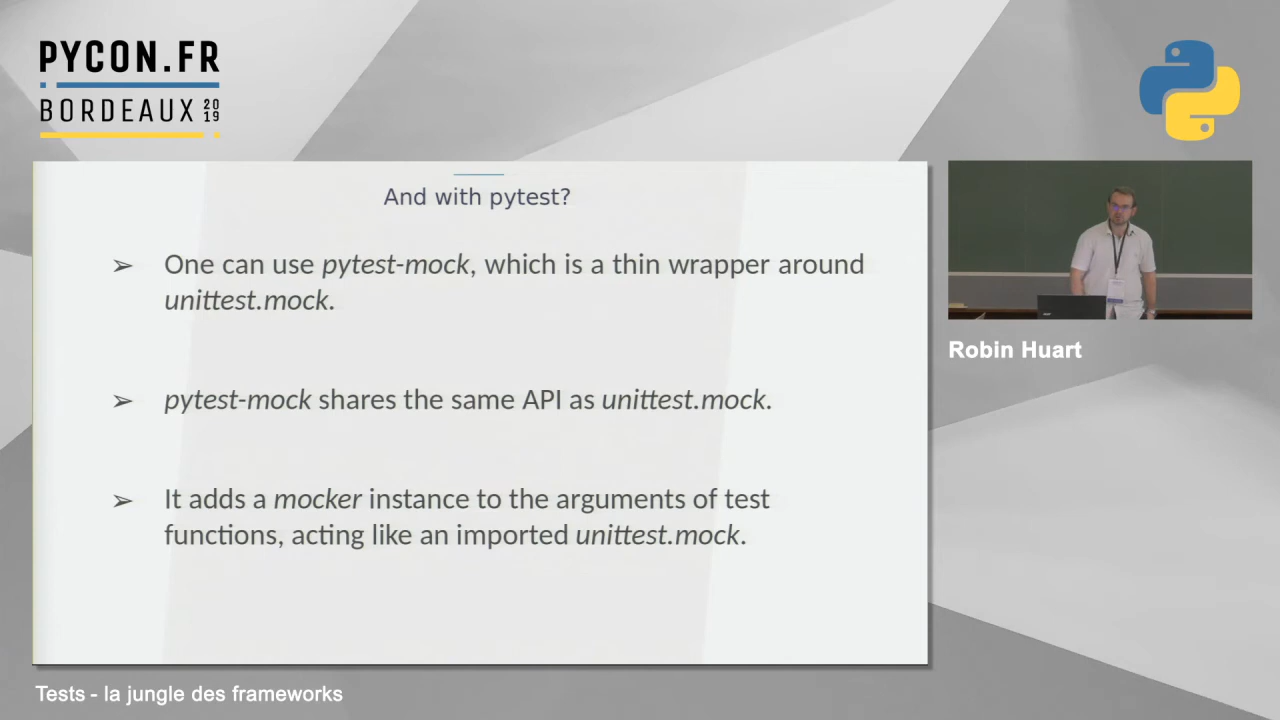 PYCON.FR
BORDEAUX 2019
And with pytest?
➢ One can use pytest-mock, which is a thin wrapper around
unittest.mock.
➢ pytest-mock shares the same API as unittest.mock.
➢ It adds a mocker instance to the arguments of test
functions, acting like an imported unittest.mock.
Robin Huart
Tests - la jungle des frameworks